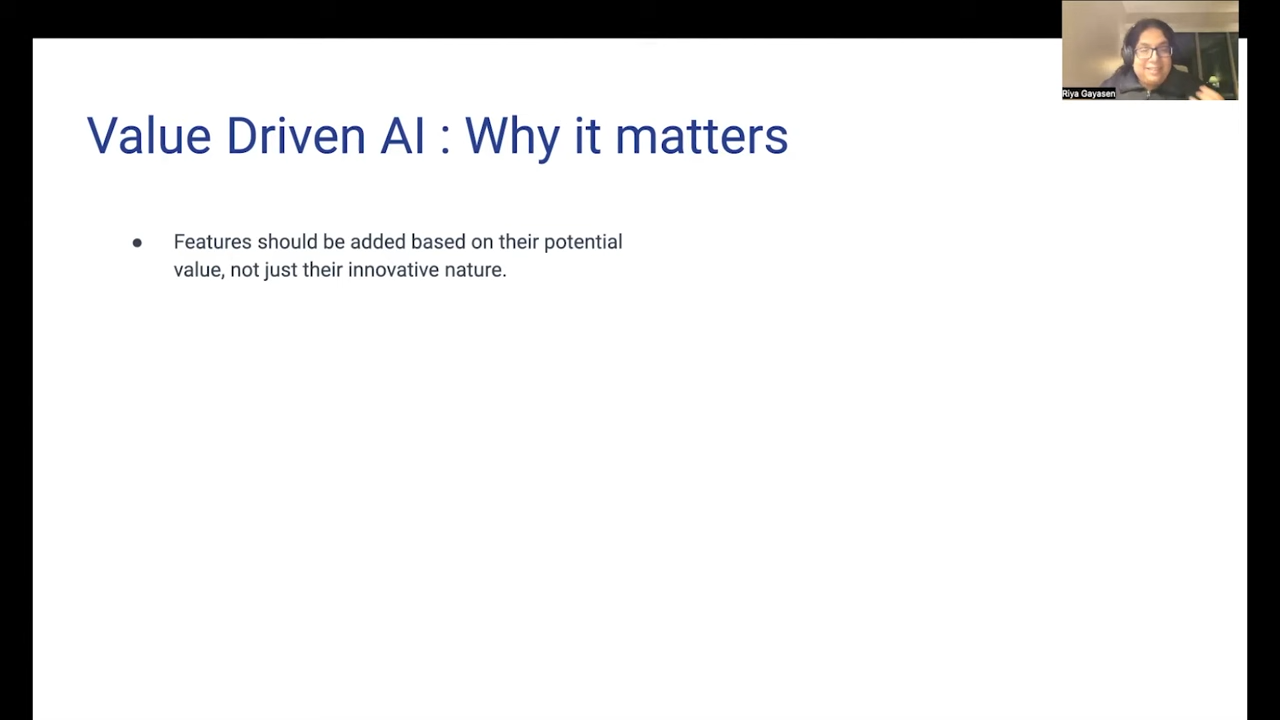 Value Driven AI : Why it matters
Riya Gayasen
● Features should be added based on their potential
value, not just their innovative nature.